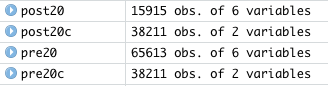 post20 15915 obs. of 6 variables
post20c 38211 obs. of 2 variables
pre20 65613 obs. of 6 variables
pre20c 38211 obs. of 2 variables